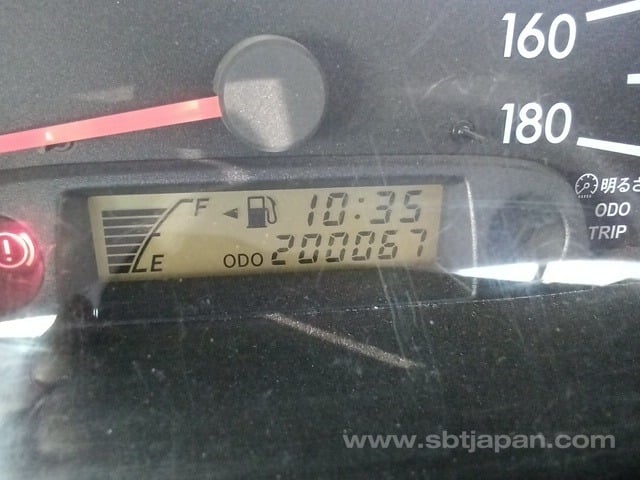 160
180
F
10:35
E
ODO 200067
明るさ
ODO
TRIP
www.sbtjapan.com